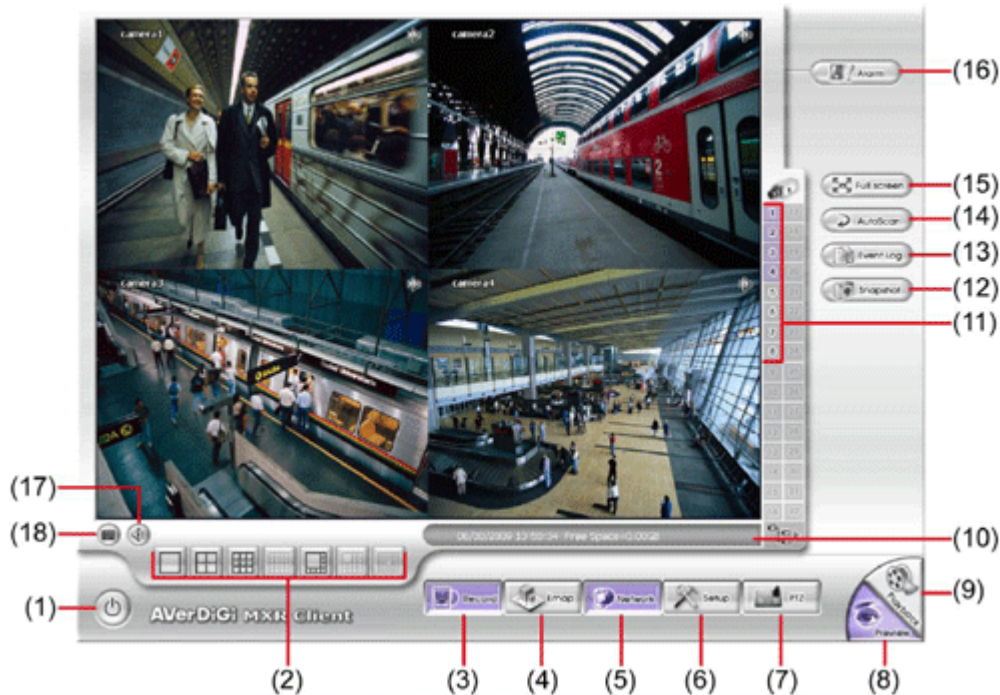 camera1
camera2
(16)
Alarm
(15)
Full screen
(14)
AutoScan
(13)
Event Log
(12)
Snapshot
(11)
1
2
3
4
5
6
7
8
camera3
camera4
(17)
(18)
(10)
Free Space
(1)
AVerDiGi MXR Client
(2)
Record
Emap
Network
Setup
PTZ
Playback
Preview
(9)
(3)
(4)
(5)
(6)
(7)
(8)